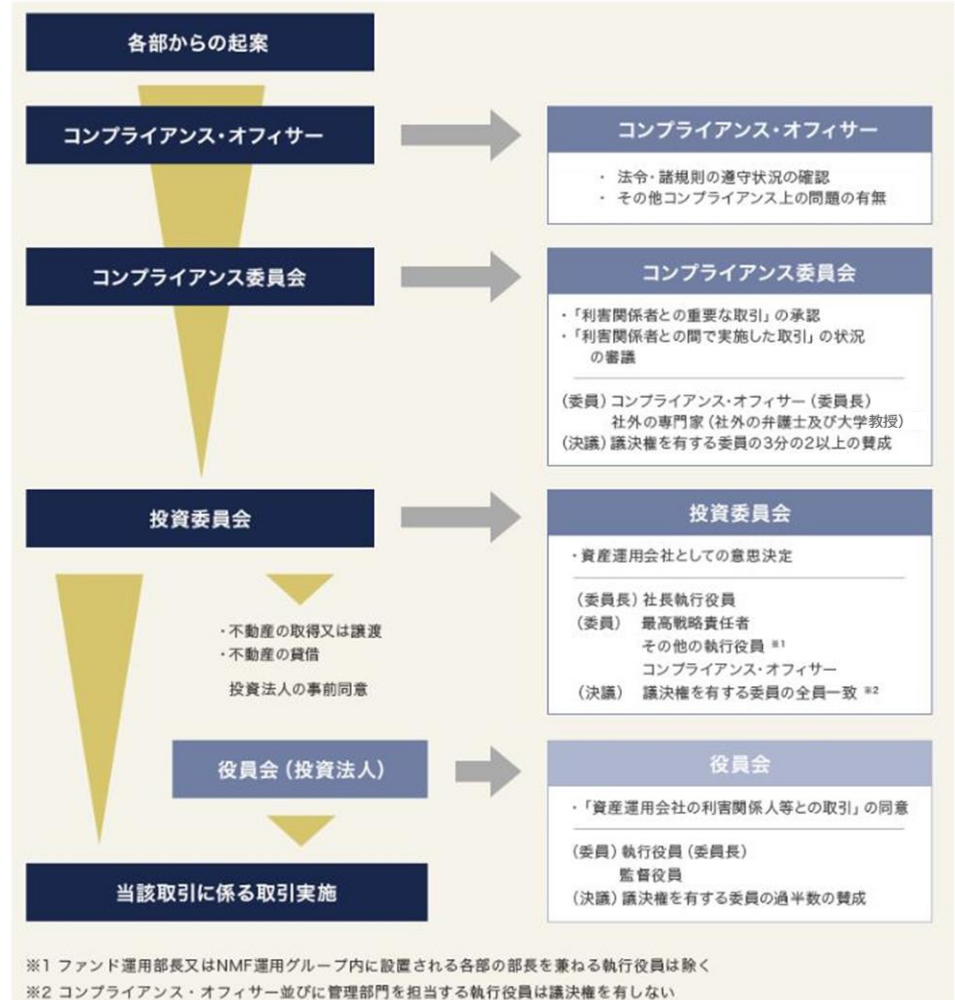 各部からの起案
コンプライアンス・オフィサー
コンプライアンス・オフィサー
・ 法令・諸規則の遵守状況の確認
・ その他コンプライアンス上の問題の有無
コンプライアンス委員会
コンプライアンス委員会
・「利害関係者との重要な取引」の承認
・「利害関係者との間で実施した取引」の状況
の審議
(委員) コンプライアンス・オフィサー (委員長)
社外の専門家 (社外の弁護士及び大学教授)
(決議) 議決権を有する委員の3分の2以上の賛成
投資委員会
投資委員会
・資産運用会社としての意思決定
(委員長) 社長執行役員
(委員) 最高戦略責任者
その他の執行役員 ※1
コンプライアンス・オフィサー
(決議) 議決権を有する委員の全員一致 ※2
・不動産の取得又は譲渡
・不動産の貸借
投資法人の事前同意
役員会 (投資法人)
役員会
・「資産運用会社の利害関係人等との取引」の同意
(委員) 執行役員 (委員長)
監督役員
(決議) 議決権を有する委員の過半数の賛成
当該取引に係る取引実施
※1 ファンド運用部長又はNMF運用グループ内に設置される各部の部長を兼ねる執行役員は除く
※2 コンプライアンス・オフィサー並びに管理部門を担当する執行役員は議決権を有しない